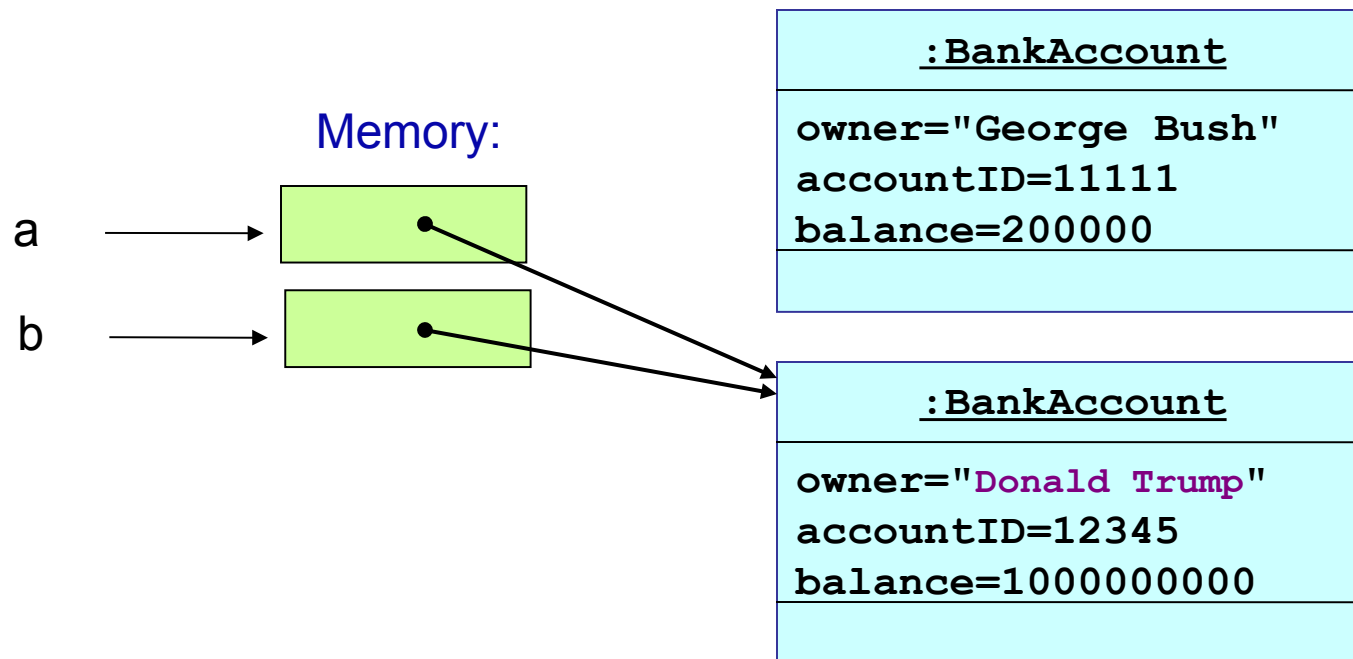 Memory:
a
b
:BankAccount
owner="George Bush"
accountID=11111
balance=200000
:BankAccount
owner="Donald Trump"
accountID=12345
balance=1000000000